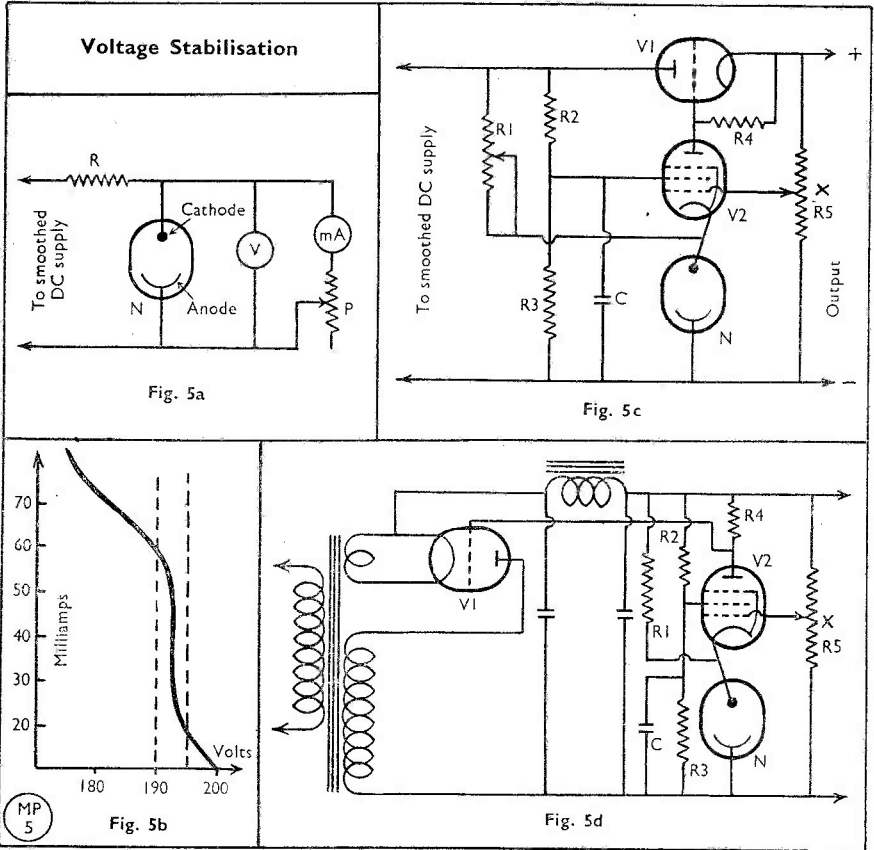 Voltage Stabilisation
R
To smoothed
DC supply
Cathode
N
Anode
V
mA
P
Fig. 5a
V1
+
R1
R2
R4
To smoothed DC supply
V2
X
R5
R3
C
N
Output
−
Fig. 5c
Milliamps
70
60
50
40
30
20
Volts
180
190
200
MP
5
Fig. 5b
V1
R4
R2
V2
R1
X
R5
C
R3
N
Fig. 5d